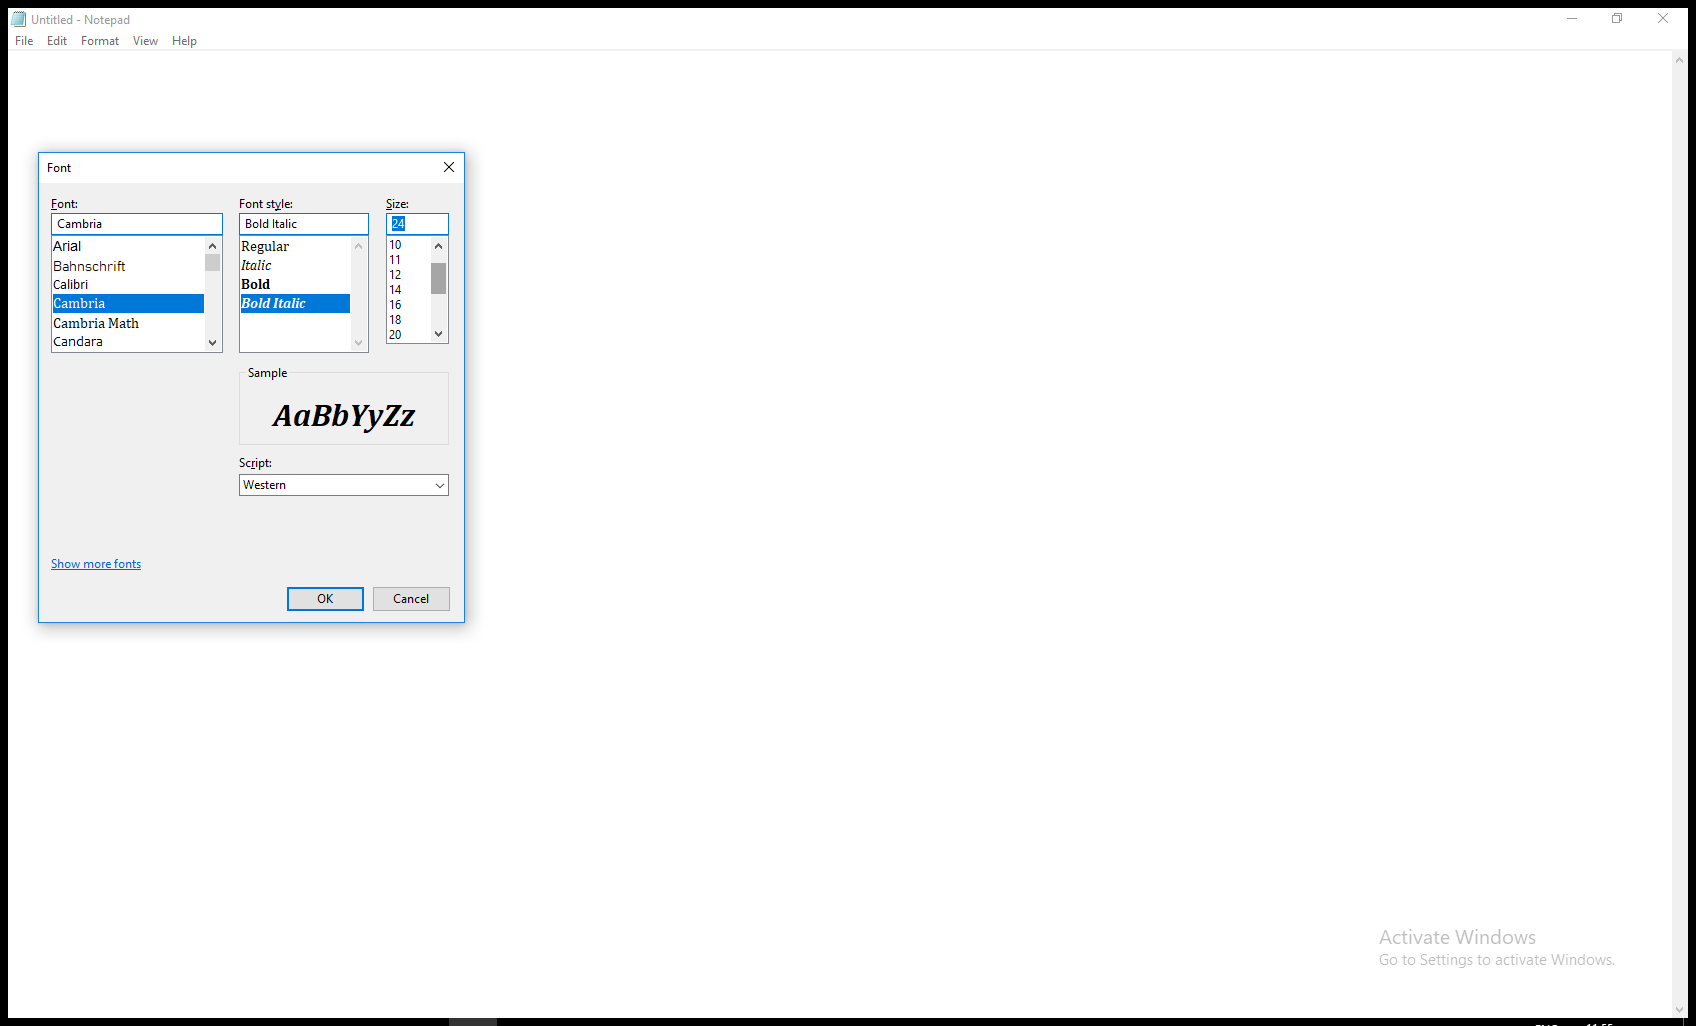 Untitled - Notepad
File Edit Format View Help
Font
Font: Font style: Size:
Cambria Bold Italic 24
Arial Regular 10
Bahnschrift Italic 11
Calibri Bold 12
Cambria Bold Italic 14
Cambria Math 16
Candara 18
20
Sample
AaBbYyZz
Script:
Western
Show more fonts
OK Cancel
Activate Windows
Go to Settings to activate Windows.